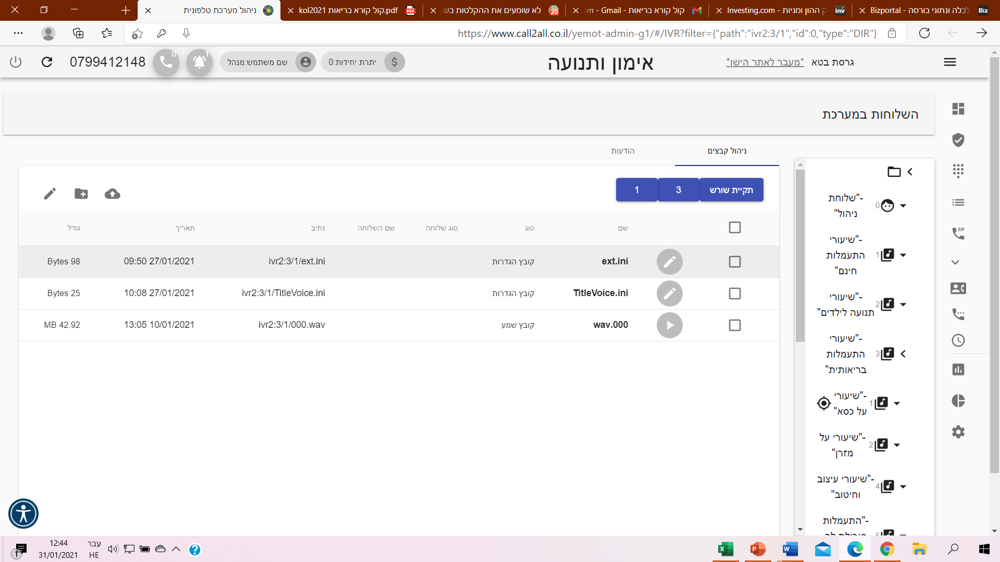 Bizportal - לכלה ונתוני בורסה
Investing.com - ק ההון ומניות
קול קורא בריאות - Gmail - om
לא שומעים את ההקלטות בשי
kol2021 קול קורא בריאות.pdf
ניהול מערכת טלפונית
https://www.call2all.co.il/yemot-admin-g1/#/IVR?filter={"path":"ivr2:3/1","id":0,"type":"DIR"}
גרסת בטא *מעבר לאתר הישן*
אימון ותנועה
יתרת יחידות:0
שם משתמש:מנהל
1
0
0799412148
השלוחות במערכת
ניהול קבצים
הודעות
תקיית שורש
3
1
שם סוג סוג שלוחה שם השלוחה נתיב תאריך גודל
ext.ini קובץ הגדרות ivr2:3/1/ext.ini 09:50 27/01/2021 Bytes 98
TitleVoice.ini קובץ הגדרות ivr2:3/1/TitleVoice.ini 10:08 27/01/2021 Bytes 25
wav.000 קובץ שמע ivr2:3/1/000.wav 13:05 10/01/2021 MB 42.92
0 -"שלוחת
ניהול"
1 -"שיעורי
התעמלות
חינם"
2 -"שיעורי
תנועה לילדים"
3 -"שיעורי
התעמלות
בריאותית"
1 -"שיעורי
על כסא"
2 -"שיעורי על
מזרן"
4 -"שיעורי עיצוב
וחיטוב"
-"התעמלות
SIP
עבר
HE
12:44
31/01/2021
1